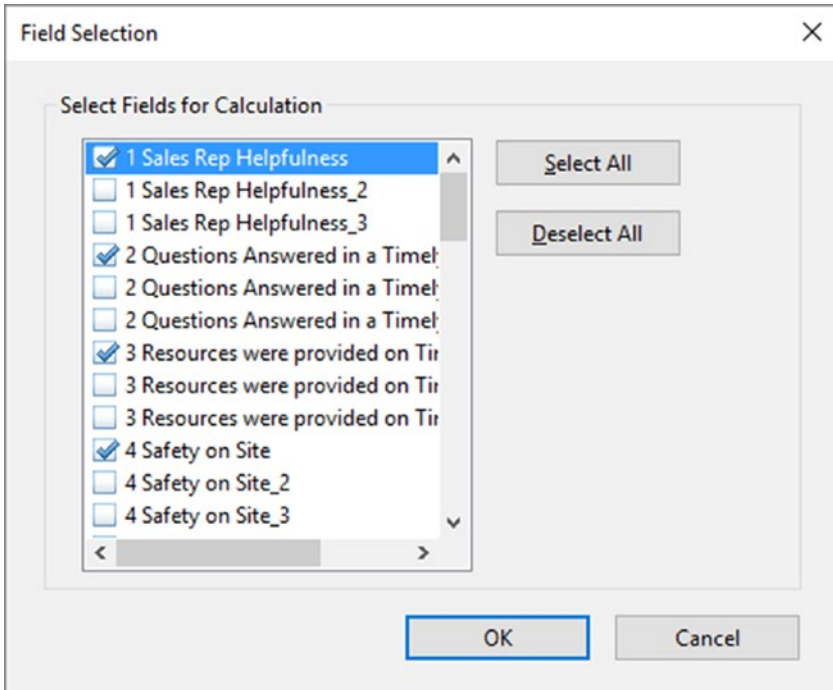 Field Selection
Select Fields for Calculation
1 Sales Rep Helpfulness
1 Sales Rep Helpfulness_2
1 Sales Rep Helpfulness_3
2 Questions Answered in a Timel
2 Questions Answered in a Timel
2 Questions Answered in a Timel
3 Resources were provided on Tin
3 Resources were provided on Tin
3 Resources were provided on Tin
4 Safety on Site
4 Safety on Site_2
4 Safety on Site_3
Select All
Deselect All
OK
Cancel